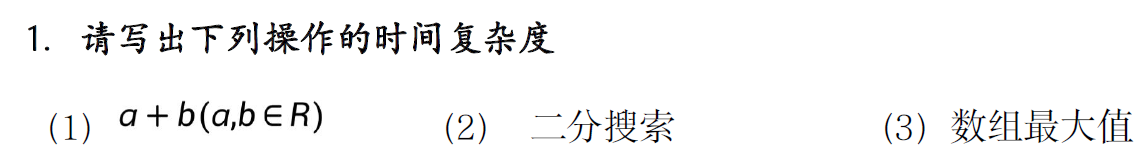 1. 请写出下列操作的时间复杂度
(1) a + b(a,b∈R) (2) 二分搜索 (3) 数组最大值